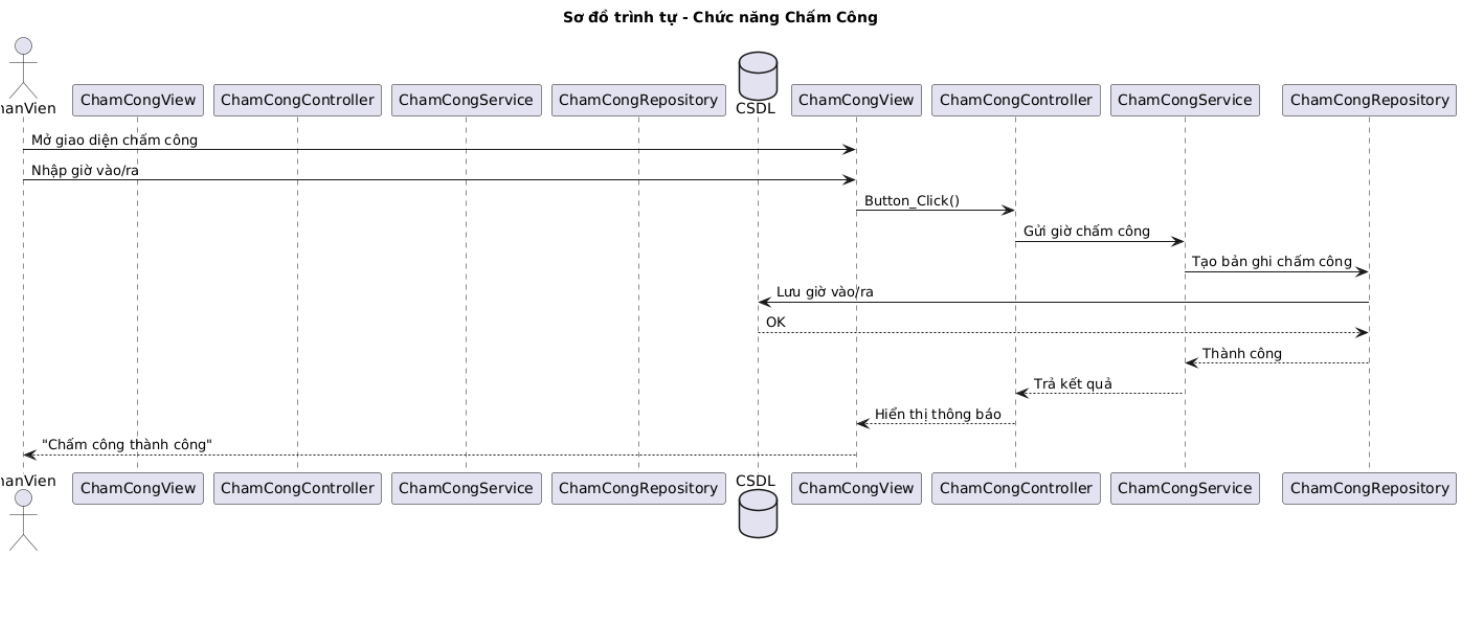 Sơ đồ trình tự - Chức năng Chấm Công
hanVien
ChamCongView
ChamCongController
ChamCongService
ChamCongRepository
CSDL
ChamCongView
ChamCongController
ChamCongService
ChamCongRepository
Mở giao diện chấm công
Nhập giờ vào/ra
Button_Click()
Gửi giờ chấm công
Tạo bản ghi chấm công
Lưu giờ vào/ra
OK
Thành công
Trả kết quả
Hiển thị thông báo
"Chấm công thành công"
hanVien
ChamCongView
ChamCongController
ChamCongService
ChamCongRepository
CSDL
ChamCongView
ChamCongController
ChamCongService
ChamCongRepository